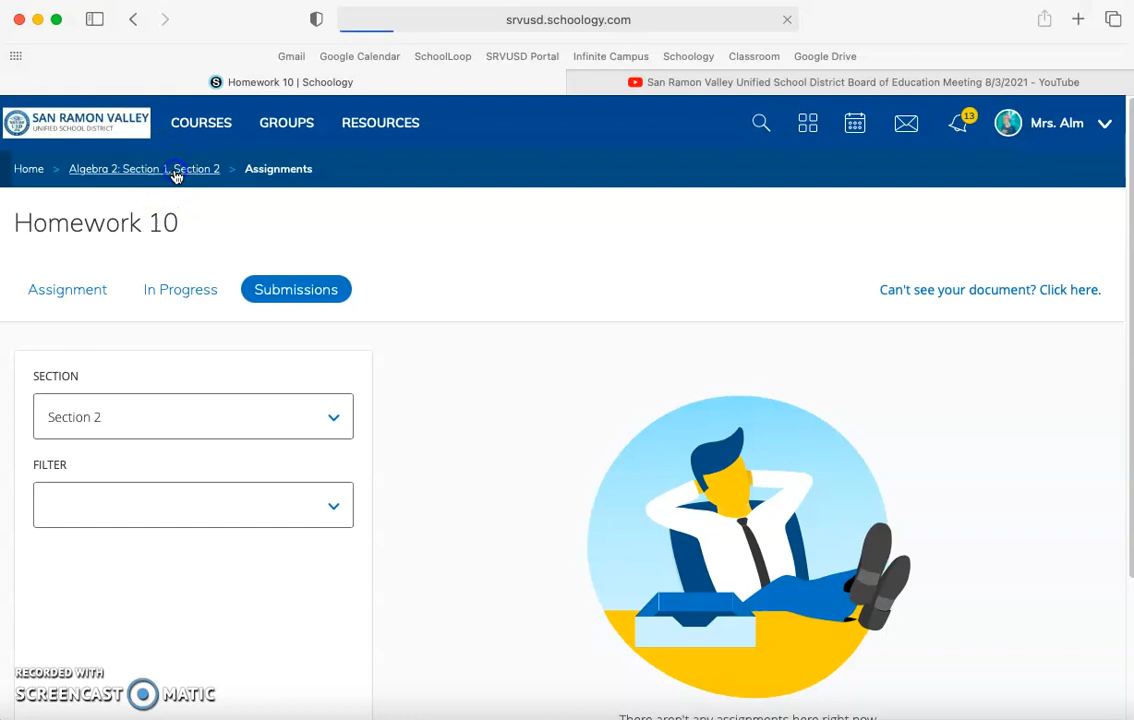 srvusd.schoology.com
Gmail Google Calendar SchoolLoop SRVUSD Portal Infinite Campus Schoology Classroom Google Drive
Homework 10 | Schoology
San Ramon Valley Unified School District Board of Education Meeting 8/3/2021 - YouTube
SAN RAMON VALLEY
UNIFIED SCHOOL DISTRICT
COURSES GROUPS RESOURCES
13
Mrs. Alm
Home > Algebra 2: Section 1, Section 2 > Assignments
Homework 10
Assignment In Progress Submissions
Can't see your document? Click here.
SECTION
Section 2
FILTER
RECORDED WITH
SCREENCAST MATIC
There aren't any assignments here right now